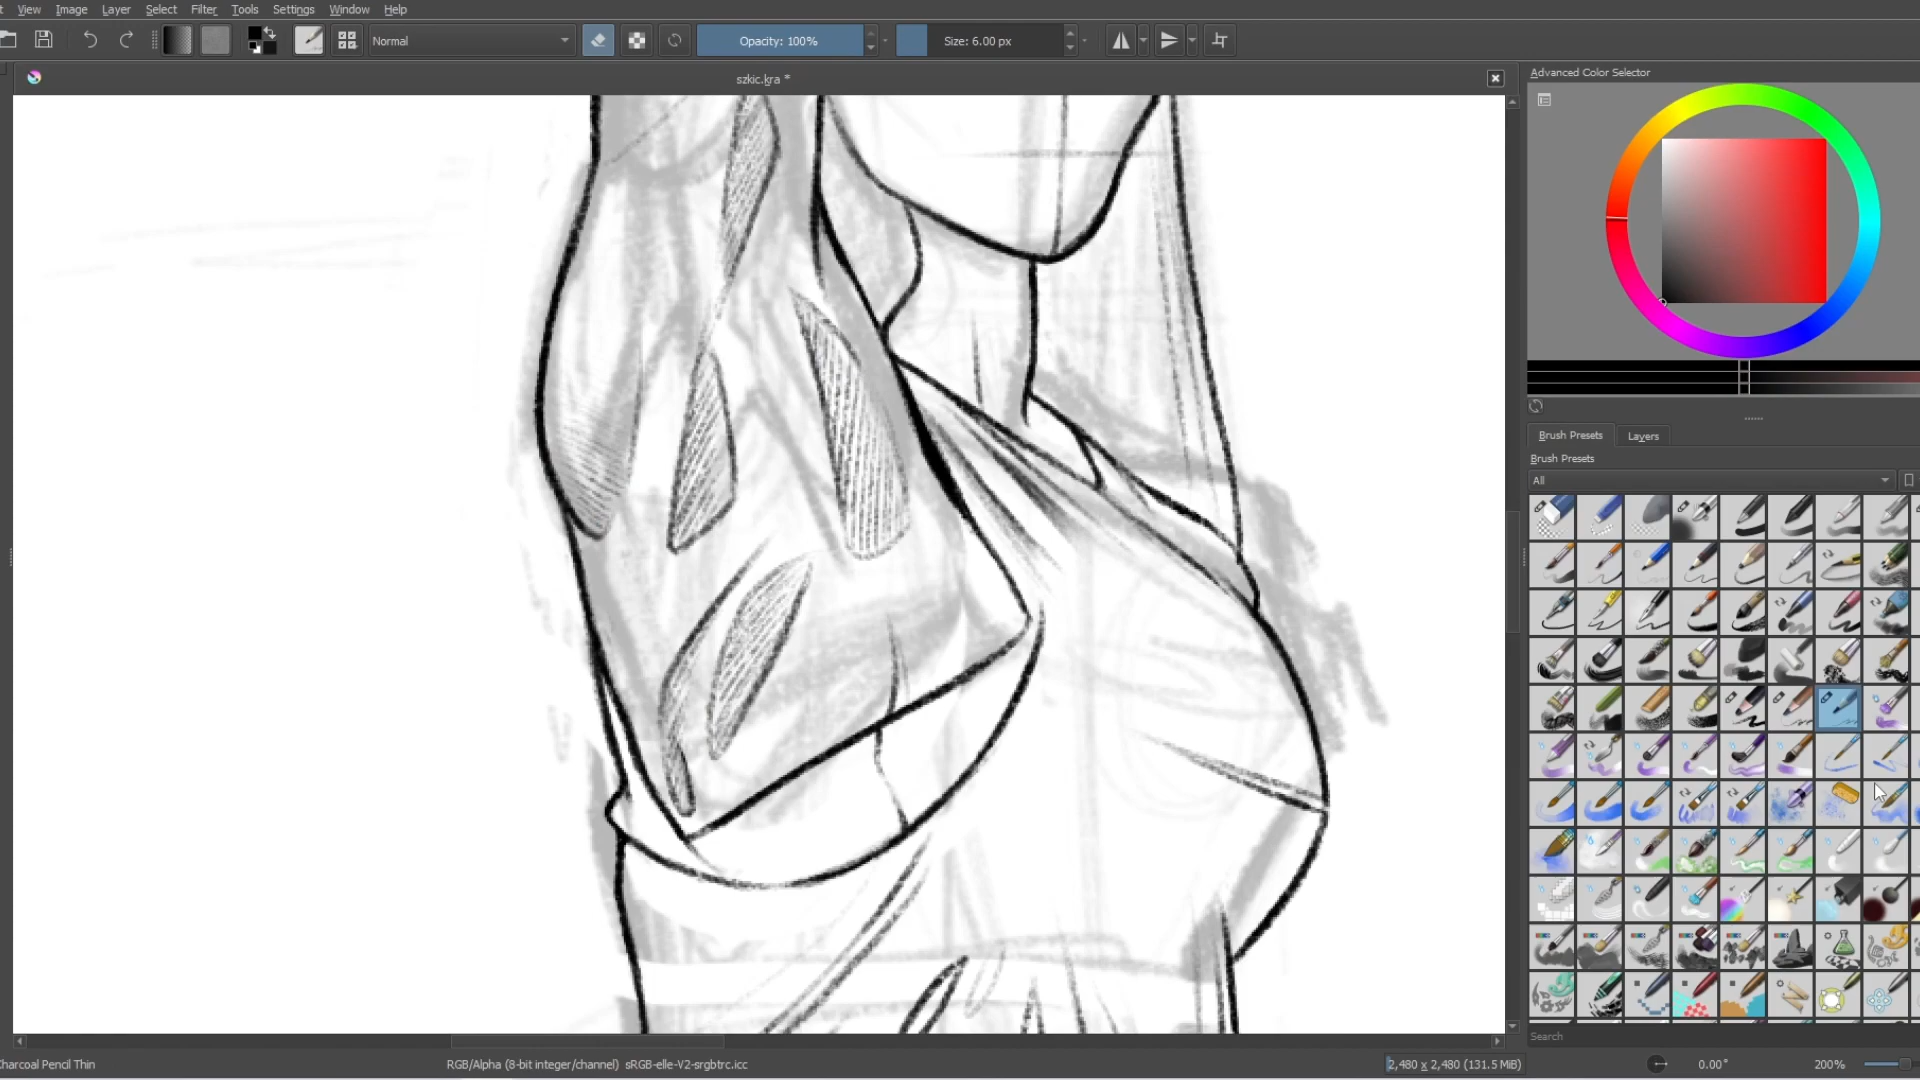 View Image Layer Select Filter Tools Settings Window Help
Normal
Opacity: 100%
Size: 6.00 px
szkic.kra *
Advanced Color Selector
Brush Presets Layers
Brush Presets
All
Search
harcoal Pencil Thin
RGB/Alpha (8-bit integer/channel) sRGB-elle-V2-srgbtrc.icc
2,480 x 2,480 (131.5 MiB)
0.00°
200%